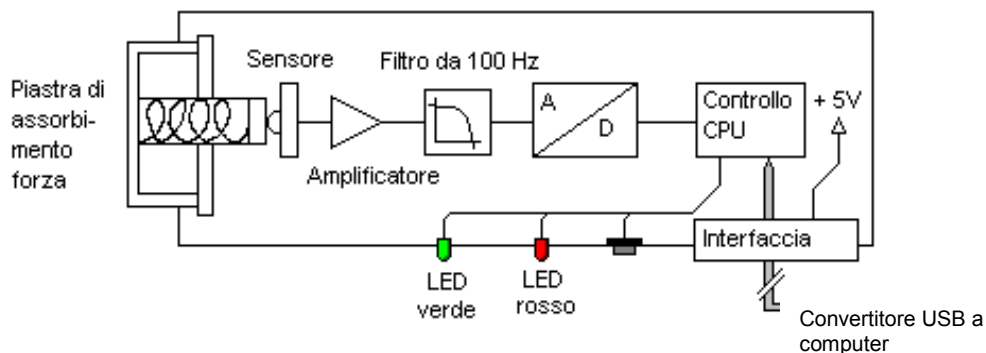 Piastra di
assorbi-
mento
forza
Sensore
Filtro da 100 Hz
Amplificatore
A
D
Controllo
CPU
+ 5V
LED
verde
LED
rosso
Interfaccia
Convertitore USB a
computer